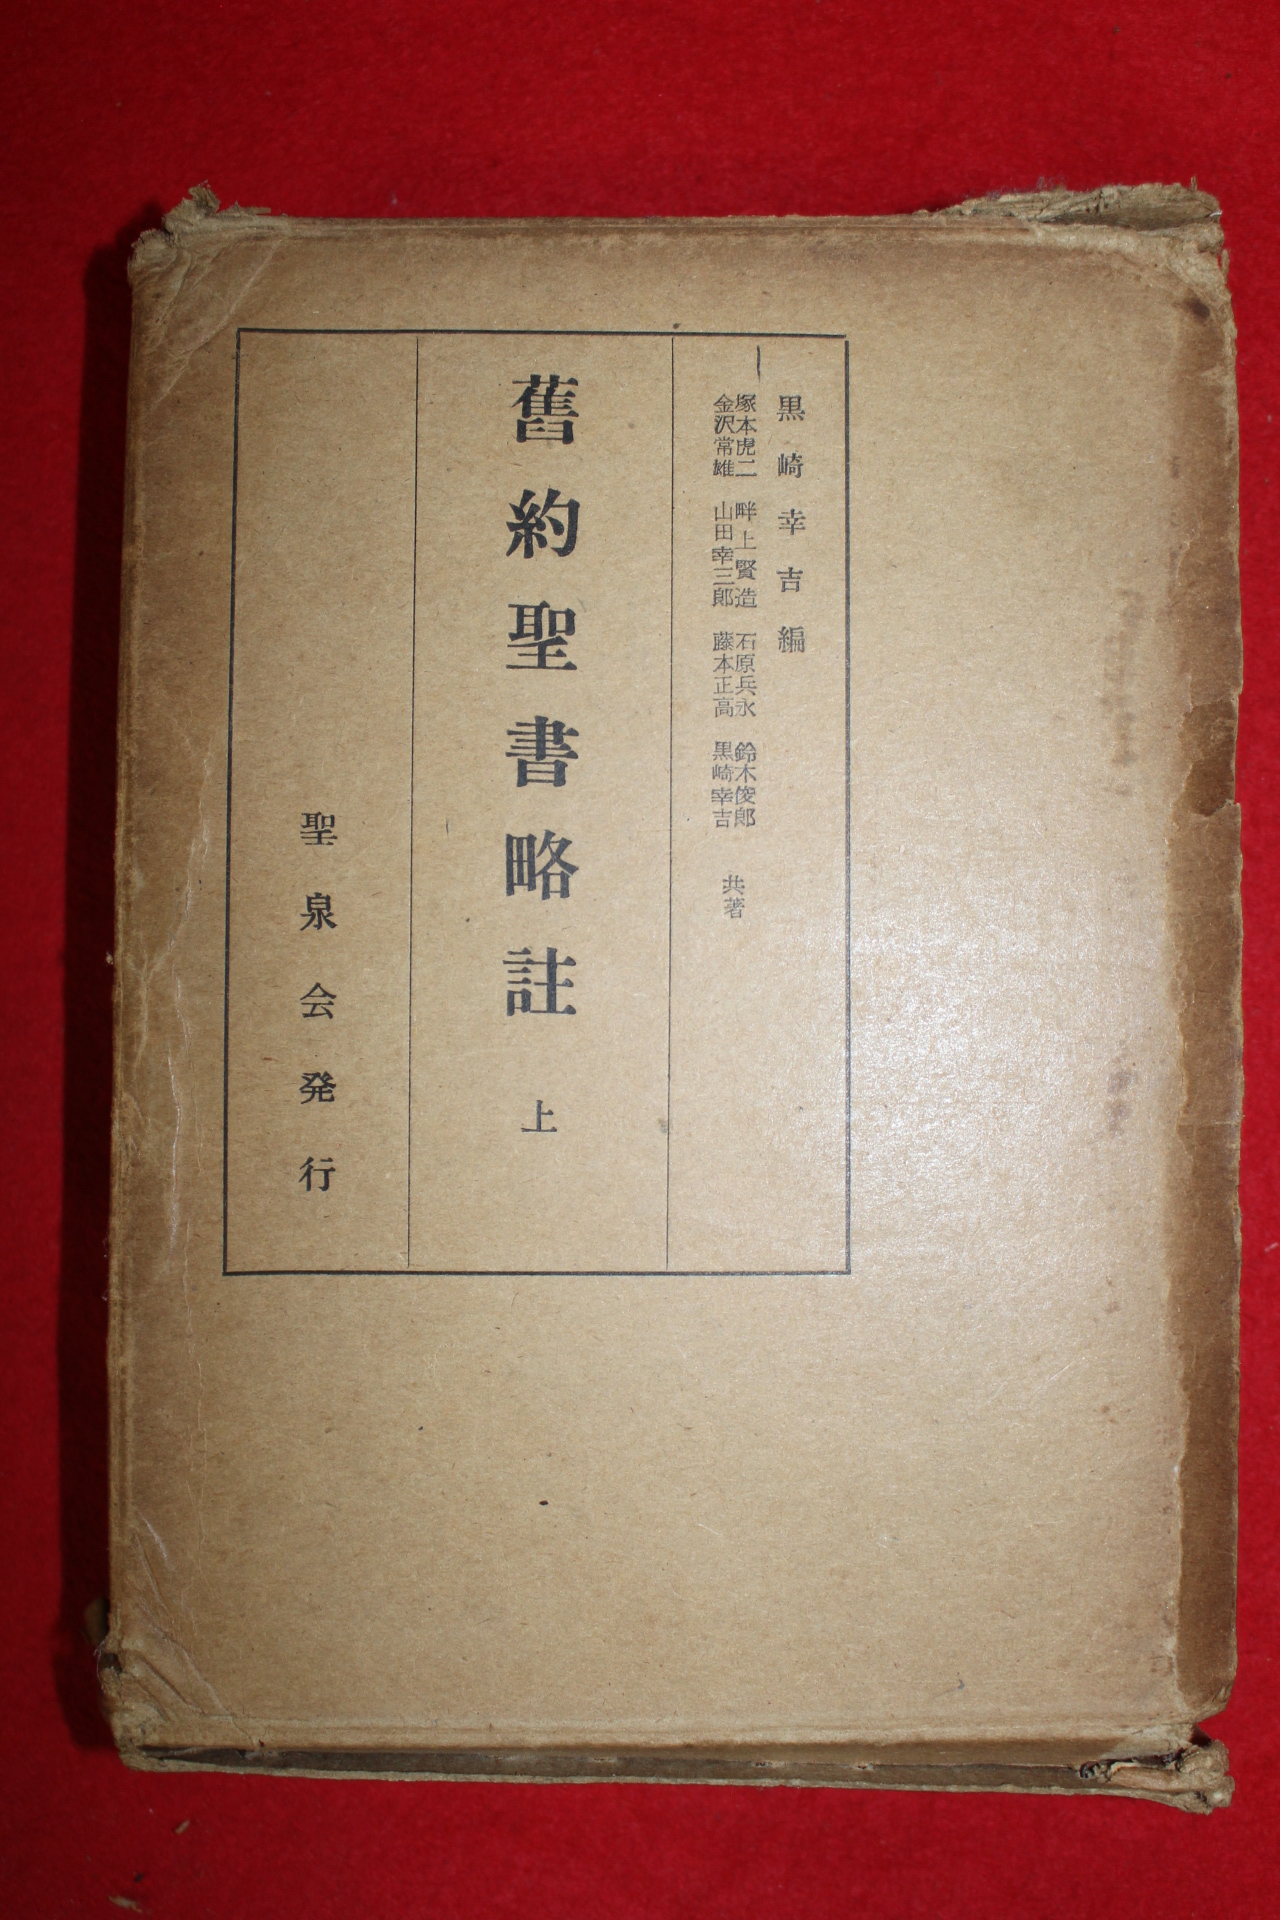 黒崎幸吉編
塚本虎二 畔上賢造 石原兵永 鈴木俊郎
金沢常雄 山田幸三郎 藤本正高 黒崎幸吉
共著
舊約聖書略註 上
聖泉会発行